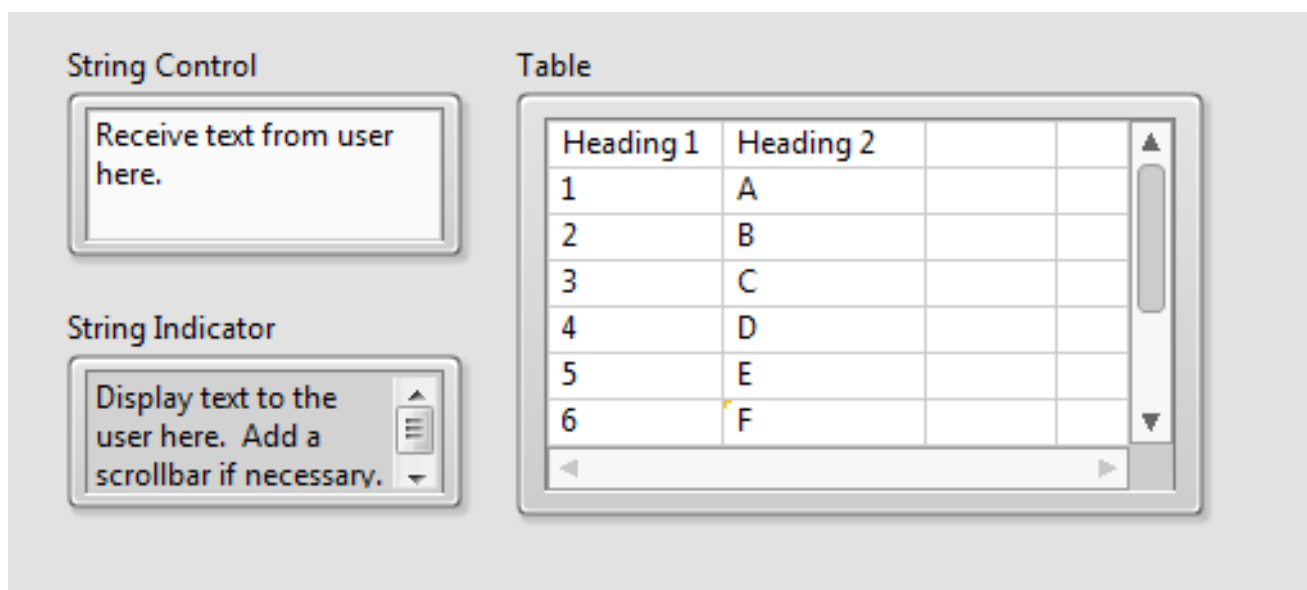 String Control
Receive text from user
here.
String Indicator
Display text to the
user here.  Add a
scrollbar if necessary.
Table
Heading 1 Heading 2
1 A
2 B
3 C
4 D
5 E
6 F